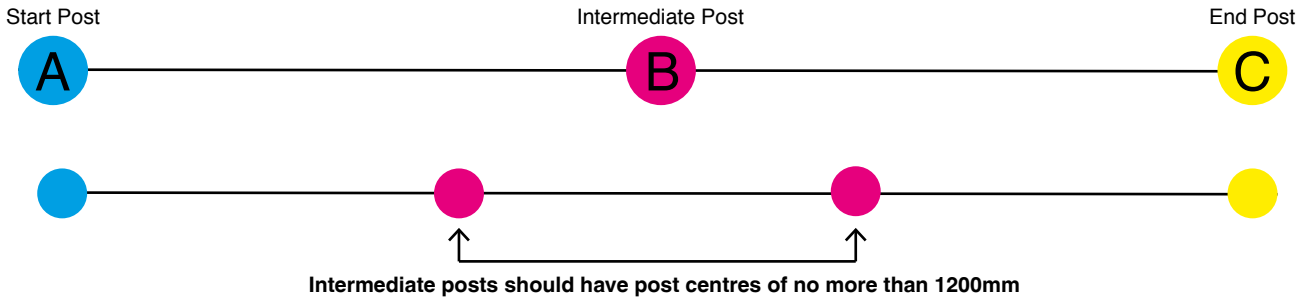 Start Post
Intermediate Post
End Post
A
B
C
Intermediate posts should have post centres of no more than 1200mm